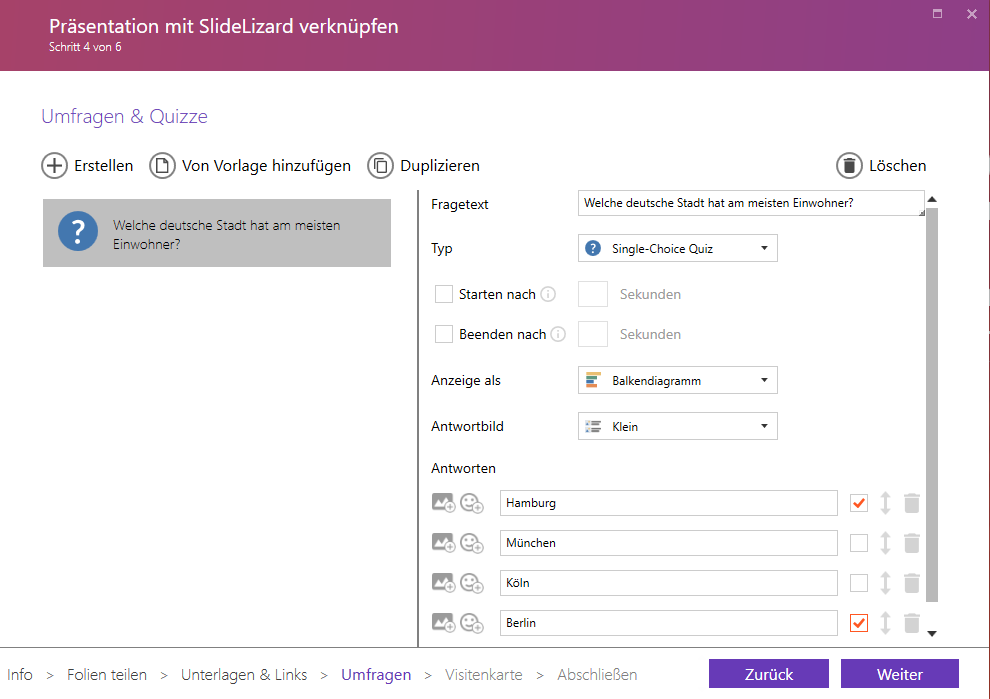 Präsentation mit SlideLizard verknüpfen
Schritt 4 von 6
Umfragen & Quizze
Erstellen
Von Vorlage hinzufügen
Duplizieren
Löschen
?
Welche deutsche Stadt hat am meisten
Einwohner?
Fragetext
Welche deutsche Stadt hat am meisten Einwohner?
Typ
? Single-Choice Quiz
Starten nach
Sekunden
Beenden nach
Sekunden
Anzeige als
Balkendiagramm
Antwortbild
Klein
Antworten
Hamburg
München
Köln
Berlin
Info > Folien teilen > Unterlagen & Links > Umfragen > Visitenkarte > Abschließen
Zurück
Weiter